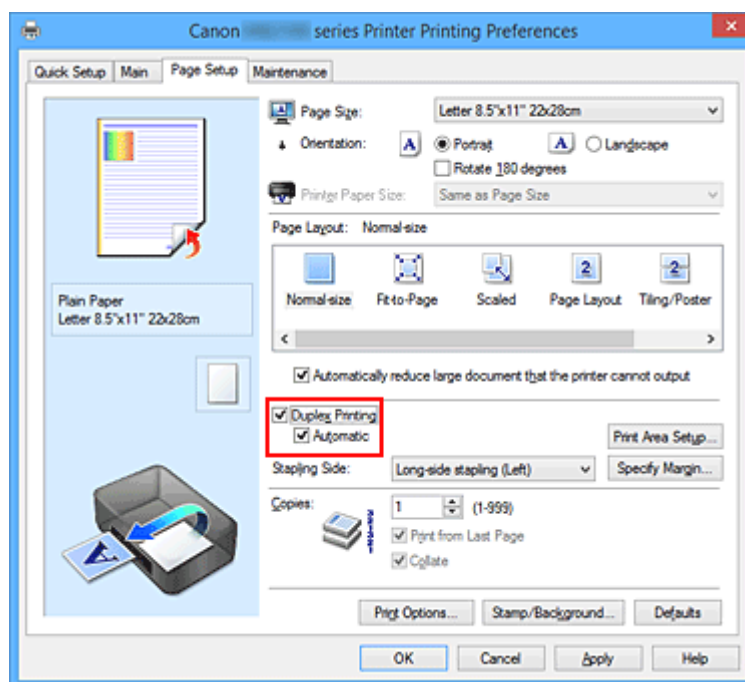 Canon series Printer Printing Preferences
Quick Setup Main Page Setup Maintenance
Page Size: Letter 8.5"x11" 22x28cm
Orientation: A Portrait A Landscape
Rotate 180 degrees
Printer Paper Size: Same as Page Size
Page Layout: Normal-size
2 2
Normal-size Fit-to-Page Scaled Page Layout Tiling/Poster
Plain Paper
Letter 8.5"x11" 22x28cm
Automatically reduce large document that the printer cannot output
Duplex Printing
Automatic
Print Area Setup...
Stapling Side: Long-side stapling (Left) Specify Margin...
Copies: 1 (1-999)
Print from Last Page
Collate
A
Print Options... Stamp/Background... Defaults
OK Cancel Apply Help